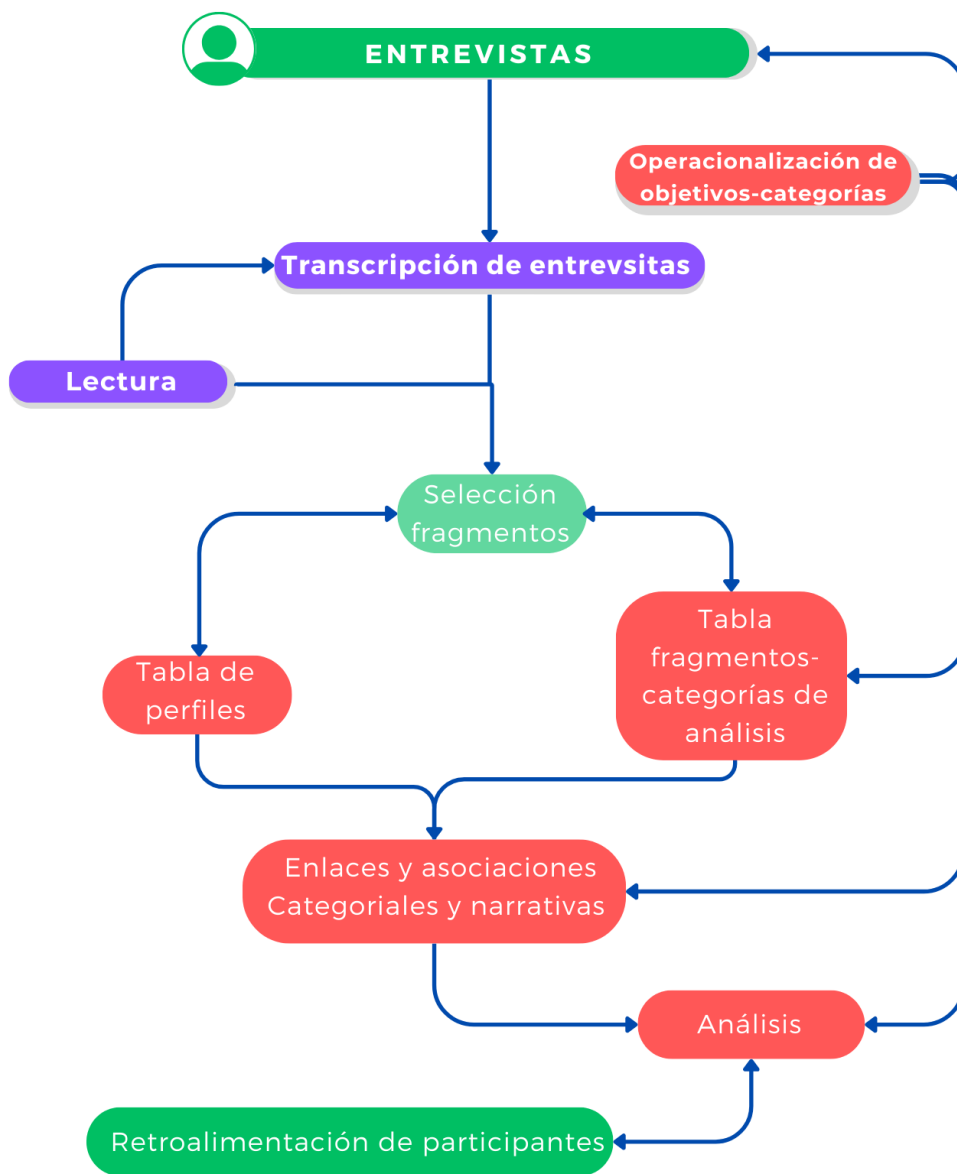 ENTREVISTAS
Operacionalización de
objetivos-categorías
Transcripción de entrevsitas
Lectura
Selección
fragmentos
Tabla
fragmentos-
categorías de
análisis
Tabla de
perfiles
Enlaces y asociaciones
Categoriales y narrativas
Análisis
Retroalimentación de participantes